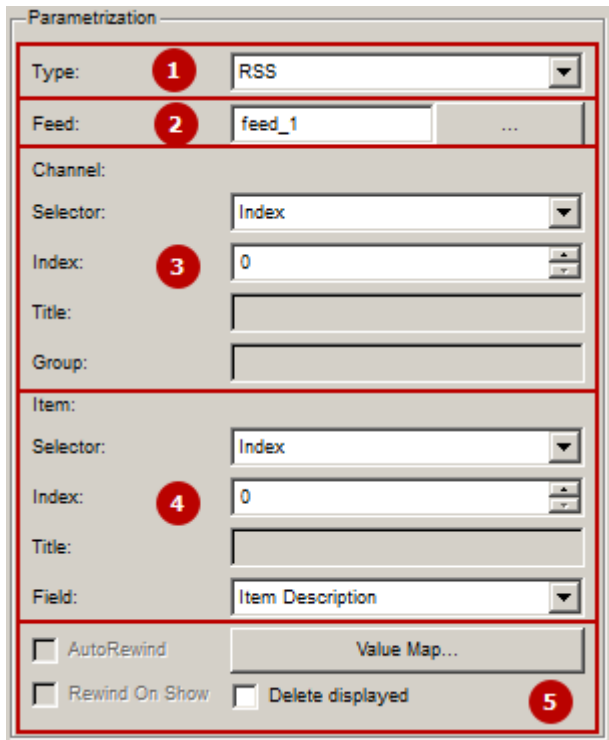 Parametrization
Type: 1 RSS
Feed: 2 feed_1 ...
Channel:
Selector: Index
Index: 3 0
Title:
Group:
Item:
Selector: Index
Index: 4 0
Title:
Field: Item Description
AutoRewind Value Map...
Rewind On Show Delete displayed 5